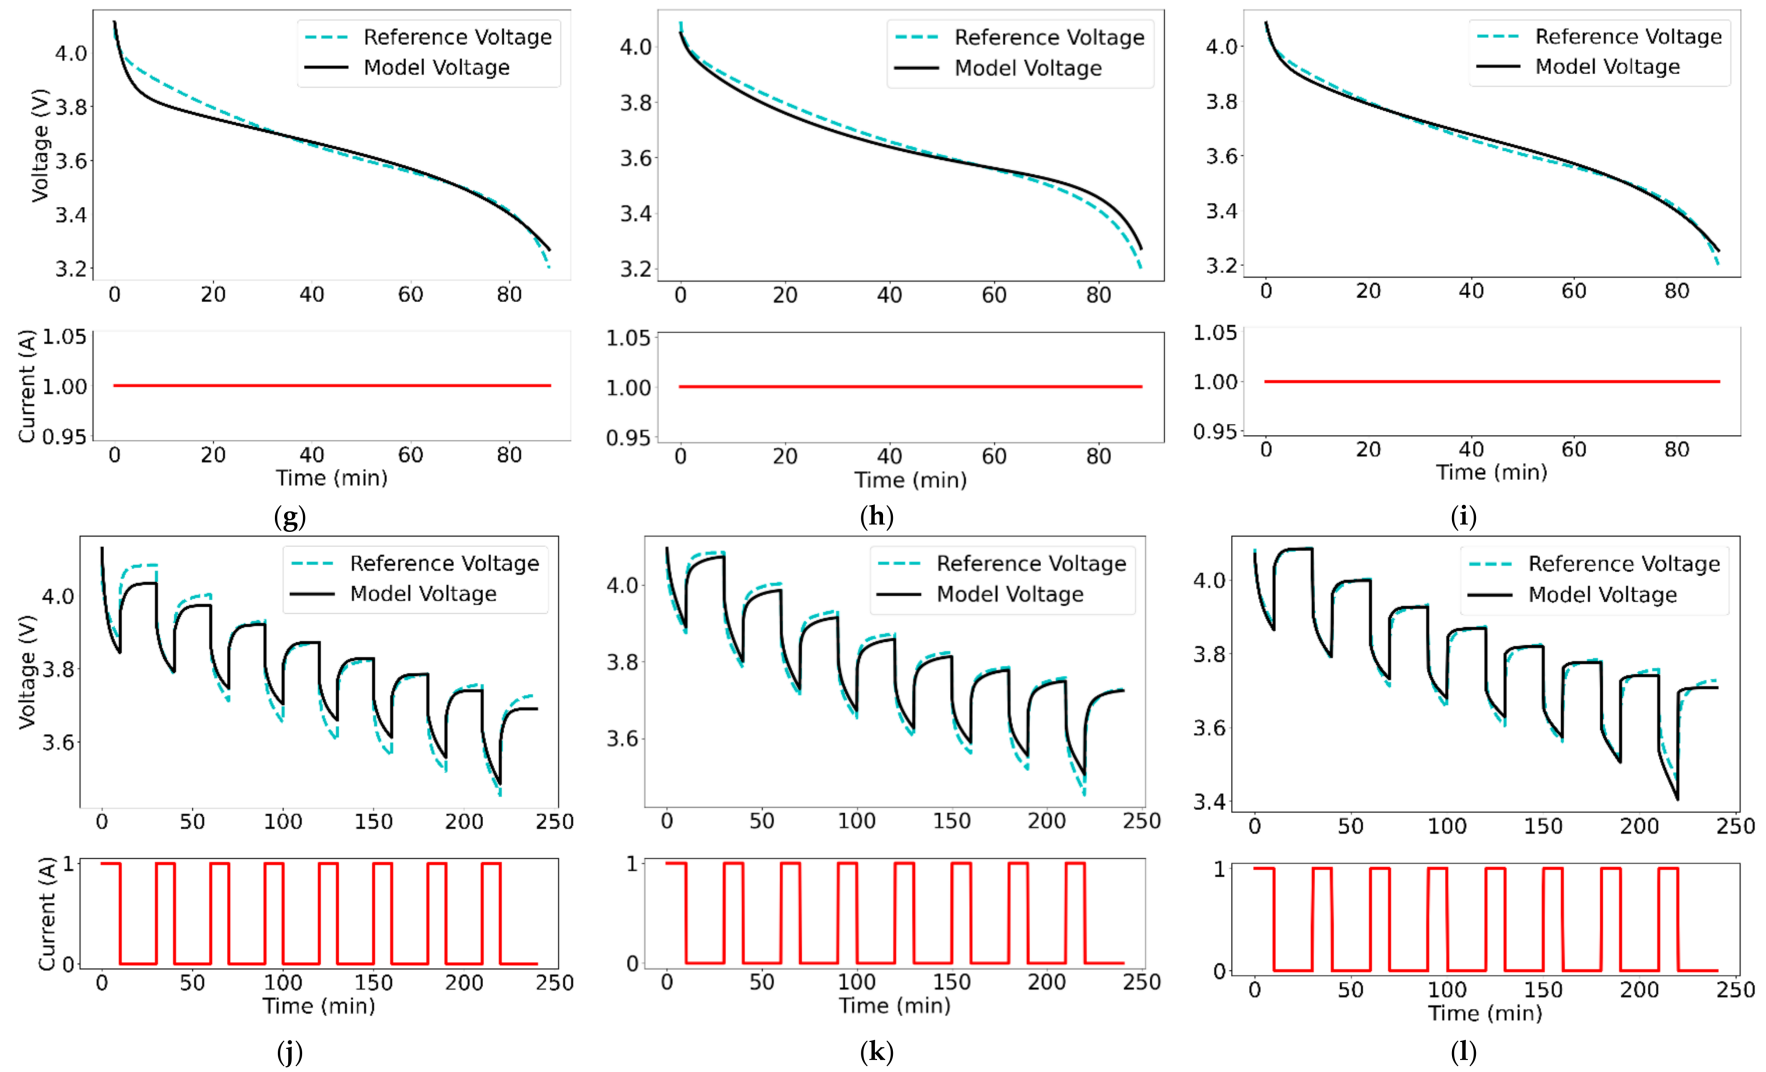 Reference Voltage
Model Voltage
Voltage (V)
4.0
3.8
3.6
3.4
3.2
0 20 40 60 80
Current (A)
1.05
1.00
0.95
0 20 40 60 80
Time (min)
(g)
Reference Voltage
Model Voltage
4.0
3.8
3.6
3.4
3.2
0 20 40 60 80
1.05
1.00
0.95
0 20 40 60 80
Time (min)
(h)
Reference Voltage
Model Voltage
4.0
3.8
3.6
3.4
3.2
0 20 40 60 80
1.05
1.00
0.95
0 20 40 60 80
Time (min)
(i)
Reference Voltage
Model Voltage
Voltage (V)
4.0
3.8
3.6
0 50 100 150 200 250
Current (A)
1
0
0 50 100 150 200 250
Time (min)
(j)
Reference Voltage
Model Voltage
4.0
3.8
3.6
0 50 100 150 200 250
1
0
0 50 100 150 200 250
Time (min)
(k)
Reference Voltage
Model Voltage
4.0
3.8
3.6
3.4
0 50 100 150 200 250
1
0
0 50 100 150 200 250
Time (min)
(l)